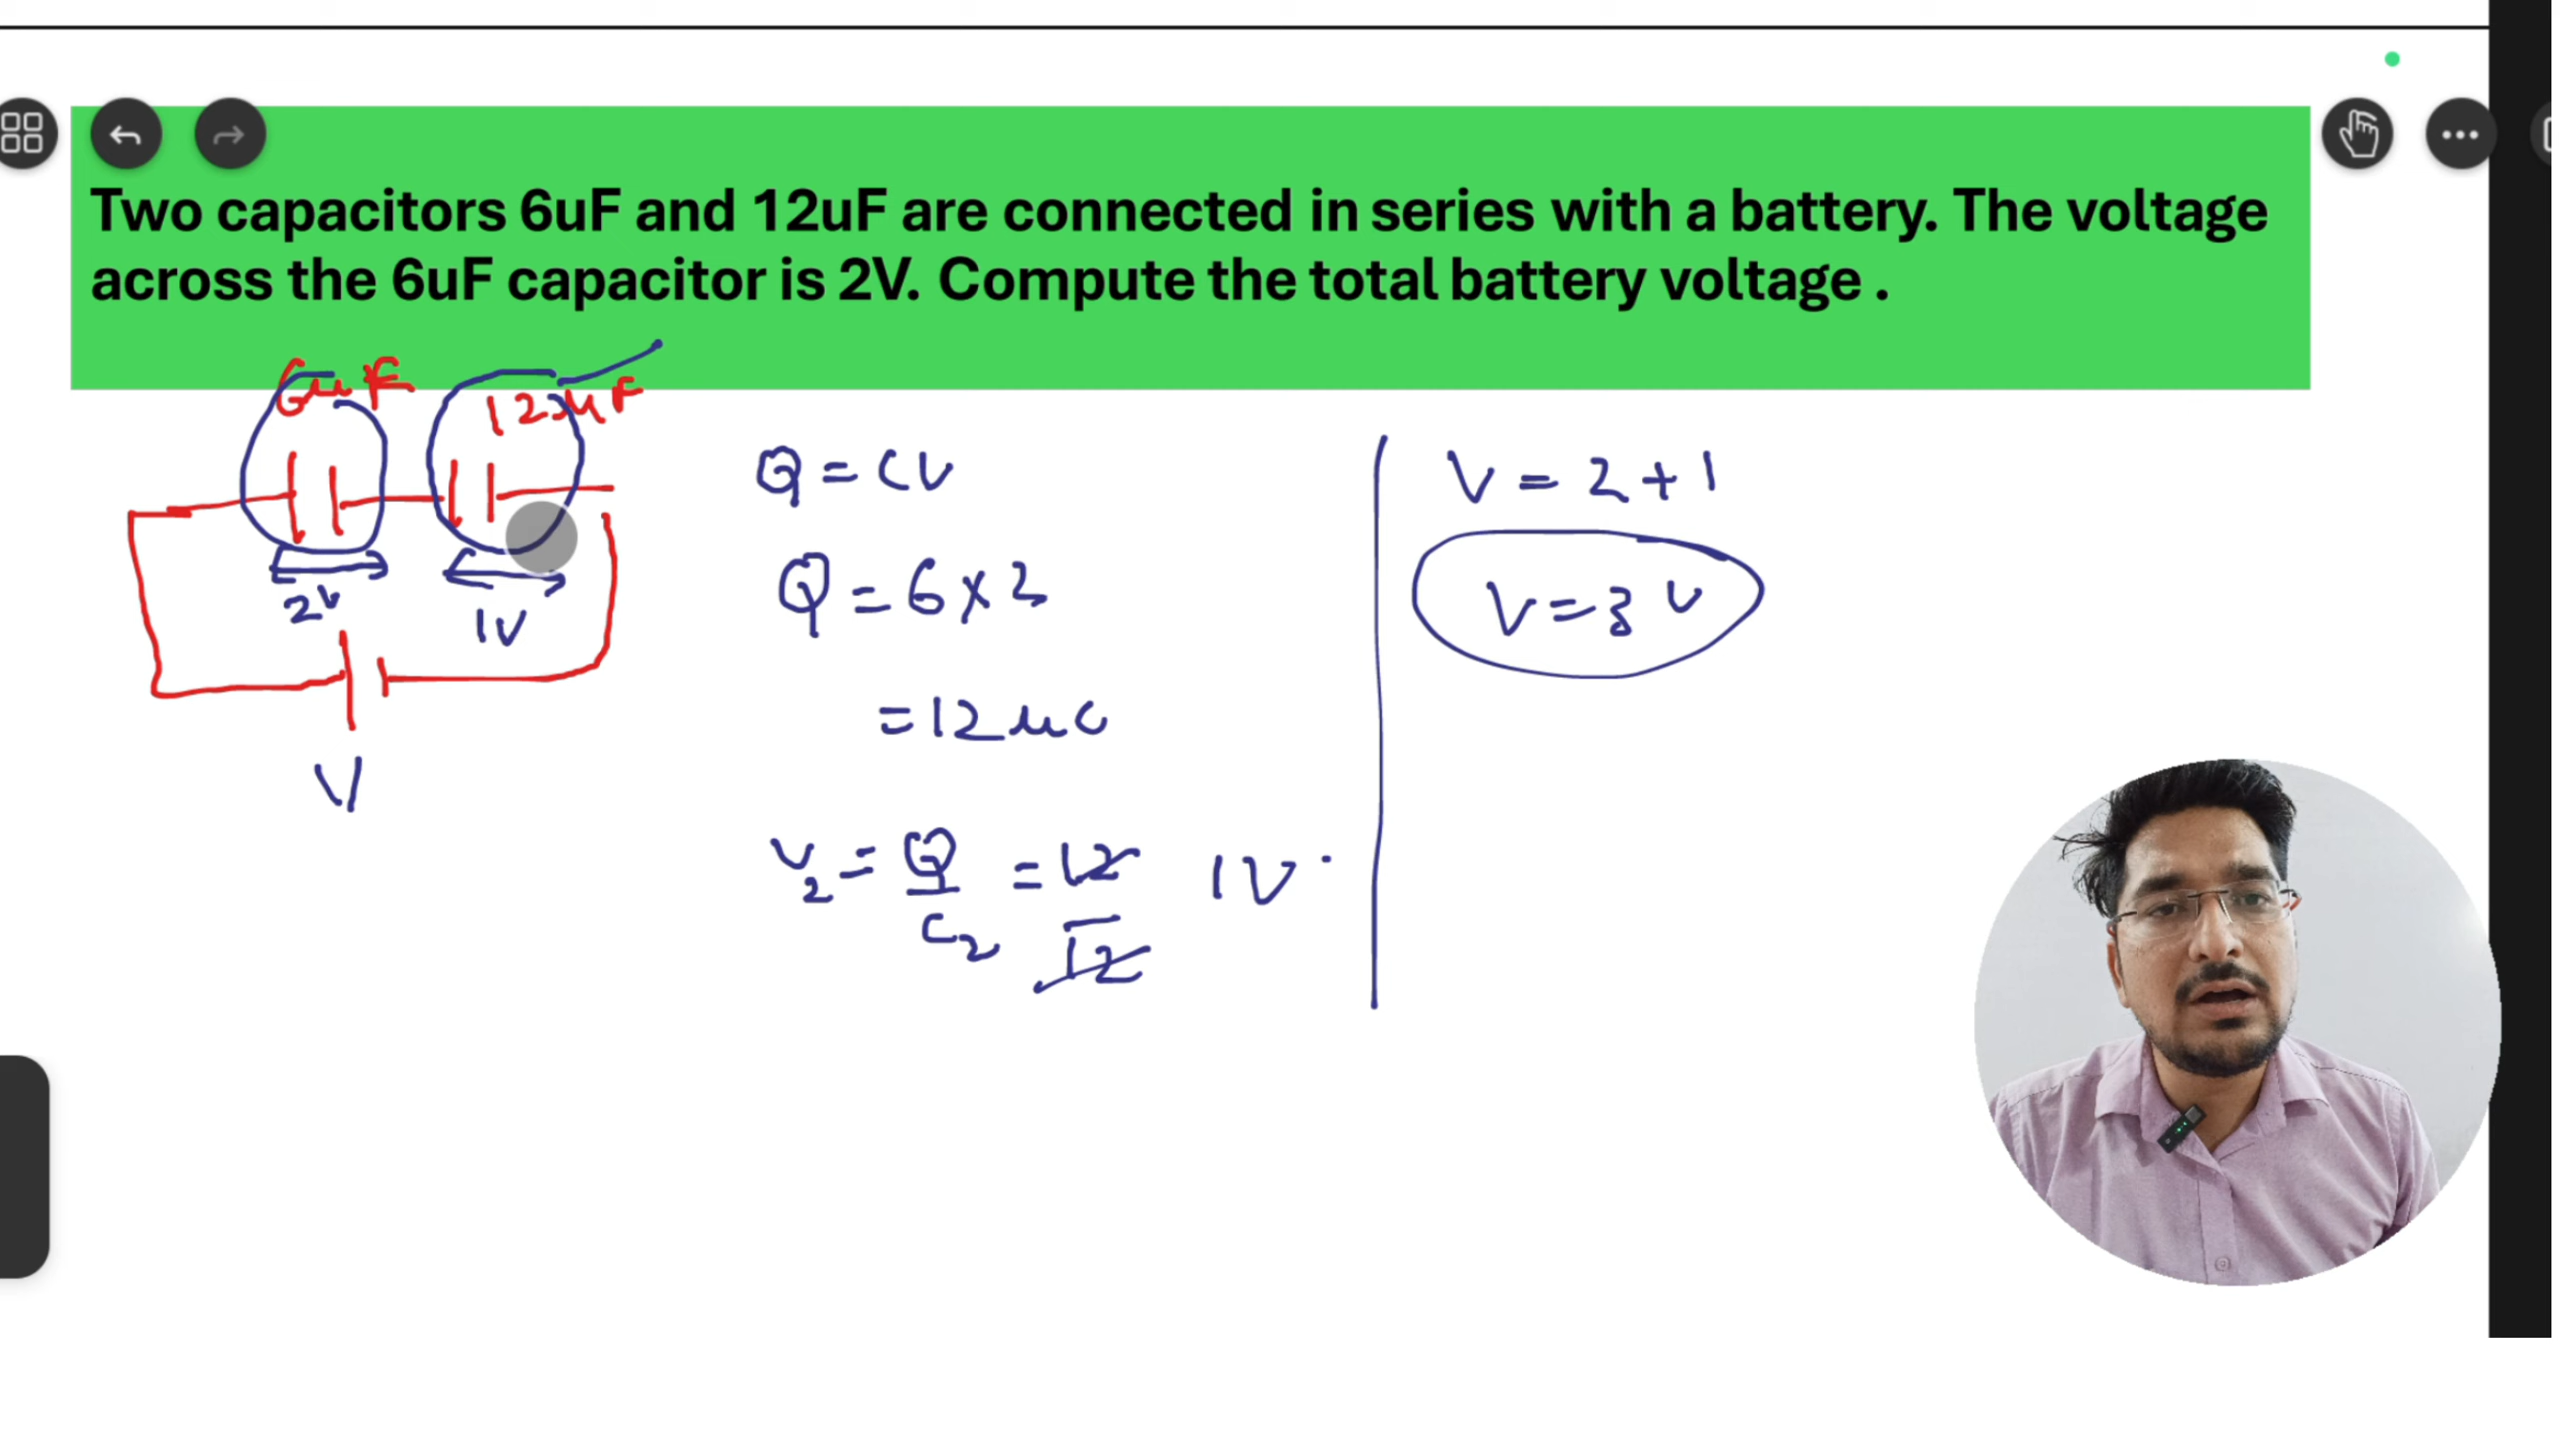 Two capacitors 6uF and 12uF are connected in series with a battery. The voltage
across the 6uF capacitor is 2V. Compute the total battery voltage .
6uF
12uF
2V
1V
V
Q = CV
Q = 6 x 2
= 12 uC
V2 = Q/C2 = 12/12 1V
V = 2 + 1
V = 3 V